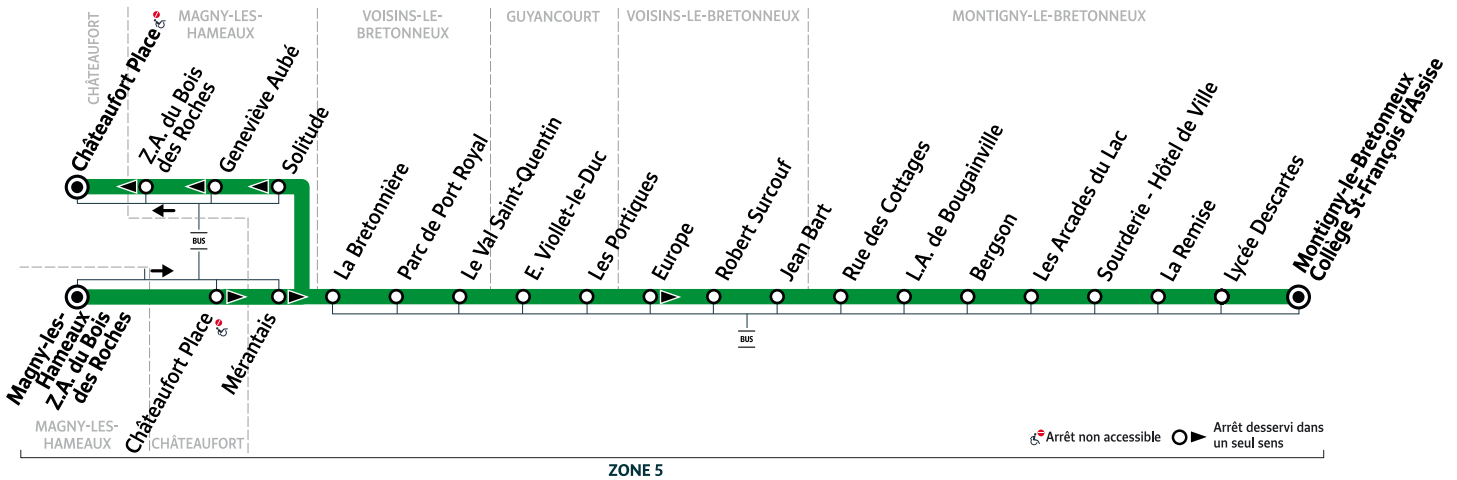 CHÂTEAUFORT
MAGNY-LES-
HAMEAUX
VOISINS-LE-
BRETONNEUX
GUYANCOURT
VOISINS-LE-BRETONNEUX
MONTIGNY-LE-BRETONNEUX
Châteaufort Place
Z.A. du Bois
des Roches
Geneviève Aubé
Solitude
BUS
Magny-les-
Hameaux
Z.A. du Bois
des Roches
Châteaufort Place
Mérantais
La Bretonnière
Parc de Port Royal
Le Val Saint-Quentin
E. Viollet-le-Duc
Les Portiques
Europe
Robert Surcouf
Jean Bart
Rue des Cottages
L.A. de Bougainville
Bergson
Les Arcades du Lac
Sourderie - Hôtel de Ville
La Remise
Lycée Descartes
Montigny-le-Bretonneux
Collège St-François d'Assise
BUS
MAGNY-LES-
HAMEAUX
CHÂTEAUFORT
Arrêt non accessible
Arrêt desservi dans
un seul sens
ZONE 5